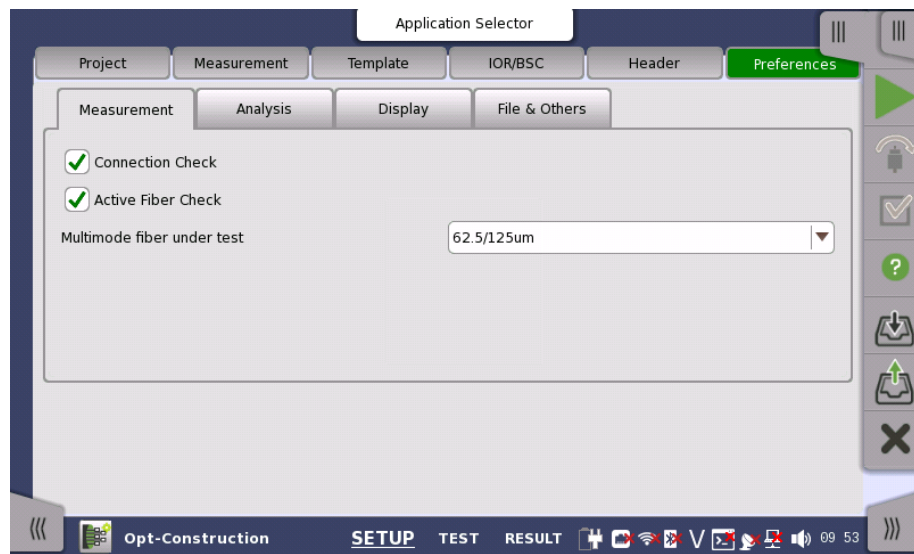 Application Selector
Project Measurement Template IOR/BSC Header Preferences
Measurement Analysis Display File & Others
Connection Check
Active Fiber Check
Multimode fiber under test 62.5/125um
Opt-Construction SETUP TEST RESULT V 09 53